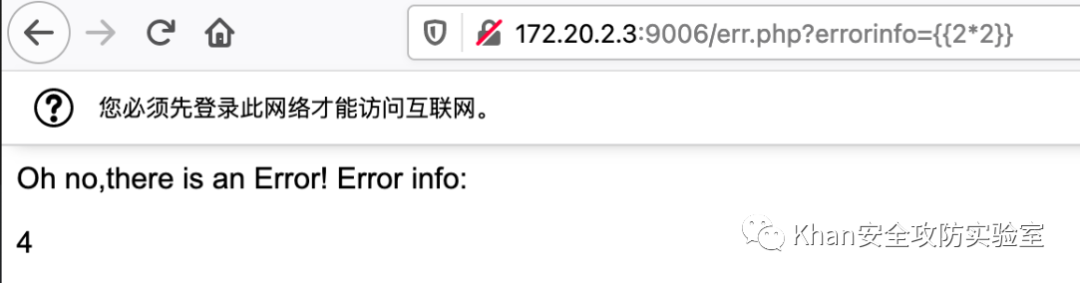 172.20.2.3:9006/err.php?errorinfo={{2*2}}
您必须先登录此网络才能访问互联网。
Oh no,there is an Error! Error info:
4
Khan安全攻防实验室